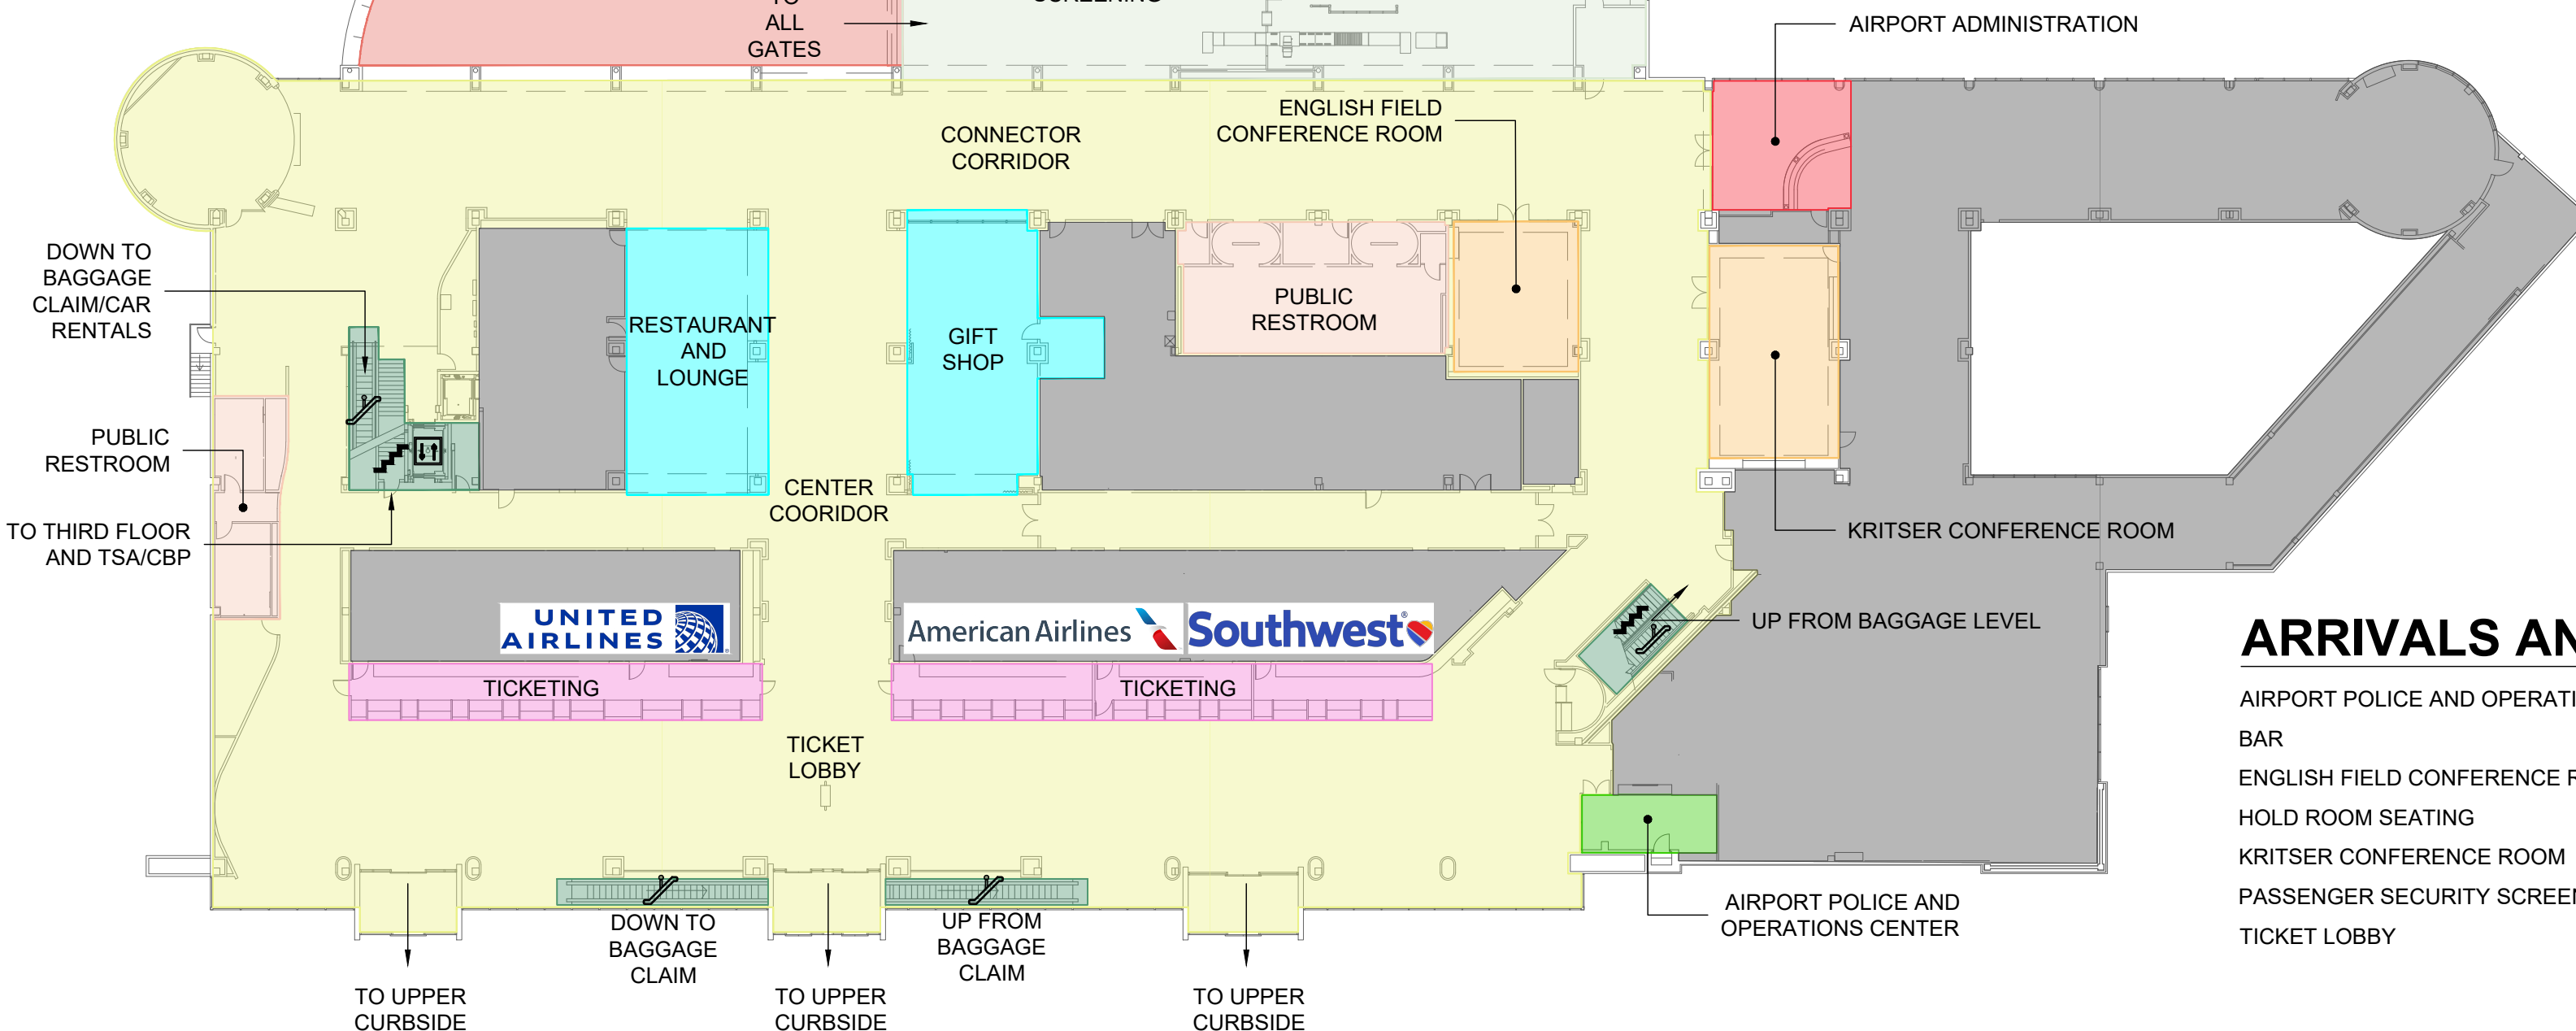 TO
ALL
GATES
SCREENING
AIRPORT ADMINISTRATION
ENGLISH FIELD
CONFERENCE ROOM
CONNECTOR
CORRIDOR
DOWN TO
BAGGAGE
CLAIM/CAR
RENTALS
RESTAURANT
AND
LOUNGE
GIFT
SHOP
PUBLIC
RESTROOM
PUBLIC
RESTROOM
CENTER
COORIDOR
TO THIRD FLOOR
AND TSA/CBP
KRITSER CONFERENCE ROOM
UNITED
AIRLINES
American Airlines
Southwest®
UP FROM BAGGAGE LEVEL
TICKETING
TICKETING
TICKET
LOBBY
ARRIVALS AN
AIRPORT POLICE AND OPERATI
BAR
ENGLISH FIELD CONFERENCE R
HOLD ROOM SEATING
KRITSER CONFERENCE ROOM
PASSENGER SECURITY SCREEN
TICKET LOBBY
AIRPORT POLICE AND
OPERATIONS CENTER
DOWN TO
BAGGAGE
CLAIM
UP FROM
BAGGAGE
CLAIM
TO UPPER
CURBSIDE
TO UPPER
CURBSIDE
TO UPPER
CURBSIDE